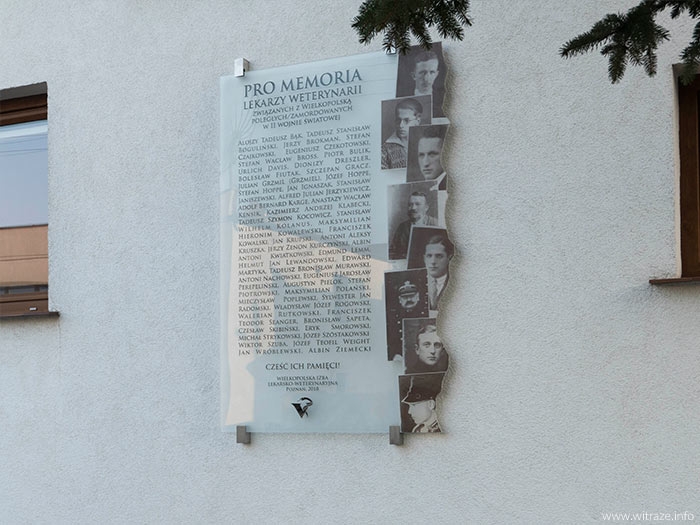 PRO MEMORIA
LEKARZY WETERYNARII
ZWIĄZANYCH Z WIELKOPOLSKĄ
POLEGŁYCH/ZAMORDOWANYCH
W II WOJNIE ŚWIATOWEJ
ALOJZY TADEUSZ BĄK, TADEUSZ STANISŁAW
BOGULIŃSKI, JERZY BROKMAN, STEFAN
CZAJKOWSKI, EUGENIUSZ CZEKOTOWSKI,
STEFAN WACŁAW BROSS, PIOTR BULIK,
URLICH DAVIS, DIONIZY DRESZLER,
BOLESŁAW FIUTAK, SZCZEPAN GRACZ,
JULIAN GRZMIL (GRZMIEL), JÓZEF HOPPE,
STEFAN HOPPE, JAN IGNASZAK, STANISŁAW
JANISZEWSKI, ALFRED JULIAN JERZYKIEWICZ,
ADOLF BERNARD KARGE, ANASTAZY WACŁAW
KĘNSIK, KAZIMIERZ ANDRZEJ KLABECKI,
TADEUSZ SZYMON KOCOWICZ, STANISŁAW
WILHELM KOLANUS, MAKSYMILIAN
HIERONIM KOWALEWSKI, FRANCISZEK
KOWALSKI, JAN KRUPSKI, ANTONI ALEKSY
KRUSZKA, JERZY ZENON KURCZYŃSKI, ALBIN
ANTONI KWIATKOWSKI, EDMUND LEMM,
HELMUT JAN LEWANDOWSKI, EDWARD
MARTYKA, TADEUSZ BRONISŁAW MURAWSKI,
ANTONI NACHOWSKI, EUGENIUSZ JAROSŁAW
PEREPELIŃSKI, AUGUSTYN PIELOK, STEFAN
PIOTROWSKI, MAKSYMILIAN POLAŃSKI,
MIECZYSŁAW POPLEWSKI, SYLWESTER JAN
RADOMSKI, WŁADYSŁAW JÓZEF ROGOWSKI,
WALERIAN RUTKOWSKI, FRANCISZEK
TEODOR SEANGER, BRONISŁAW SAPETA,
CZESŁAW SKIBIŃSKI, ERYK SMOROWSKI,
MICHAŁ STRYKOWSKI, JÓZEF SZOSTAKOWSKI,
WIKTOR SZUBA, JÓZEF TEOFIL WEIGHT
JAN WRÓBLEWSKI, ALBIN ZIEMECKI
CZEŚĆ ICH PAMIĘCI!
WIELKOPOLSKA IZBA
LEKARSKO-WETERYNARYJNA
POZNAŃ, 2018
www.witraze.info